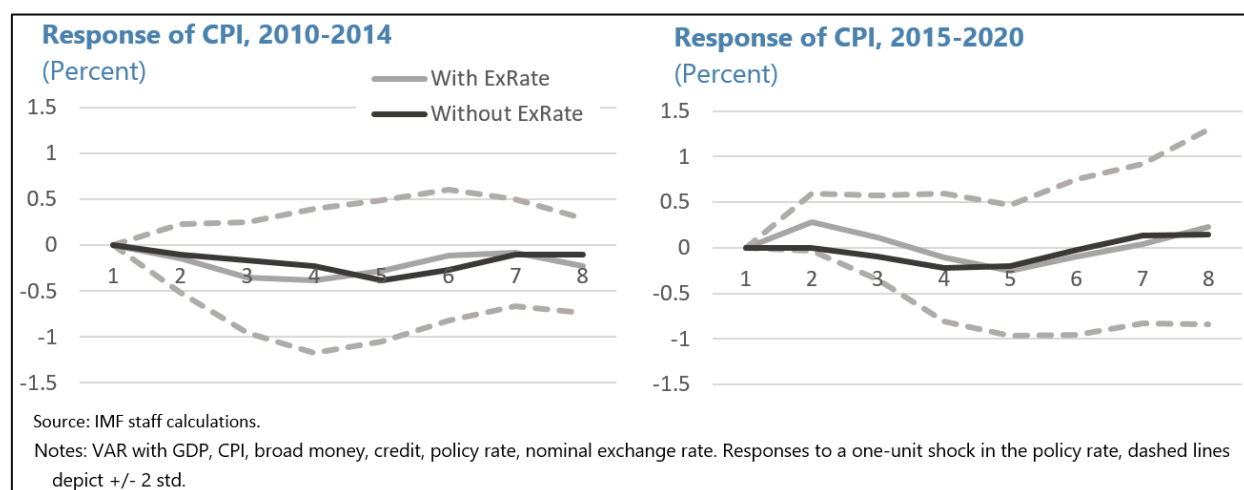 Response of CPI, 2010-2014
(Percent)
With ExRate
Without ExRate
1.5
1
0.5
0
-0.5
-1
-1.5
1 2 3 4 5 6 7 8
Response of CPI, 2015-2020
(Percent)
1.5
1
0.5
0
-0.5
-1
-1.5
1 2 3 4 5 6 7 8
Source: IMF staff calculations.
Notes: VAR with GDP, CPI, broad money, credit, policy rate, nominal exchange rate. Responses to a one-unit shock in the policy rate, dashed lines
depict +/- 2 std.